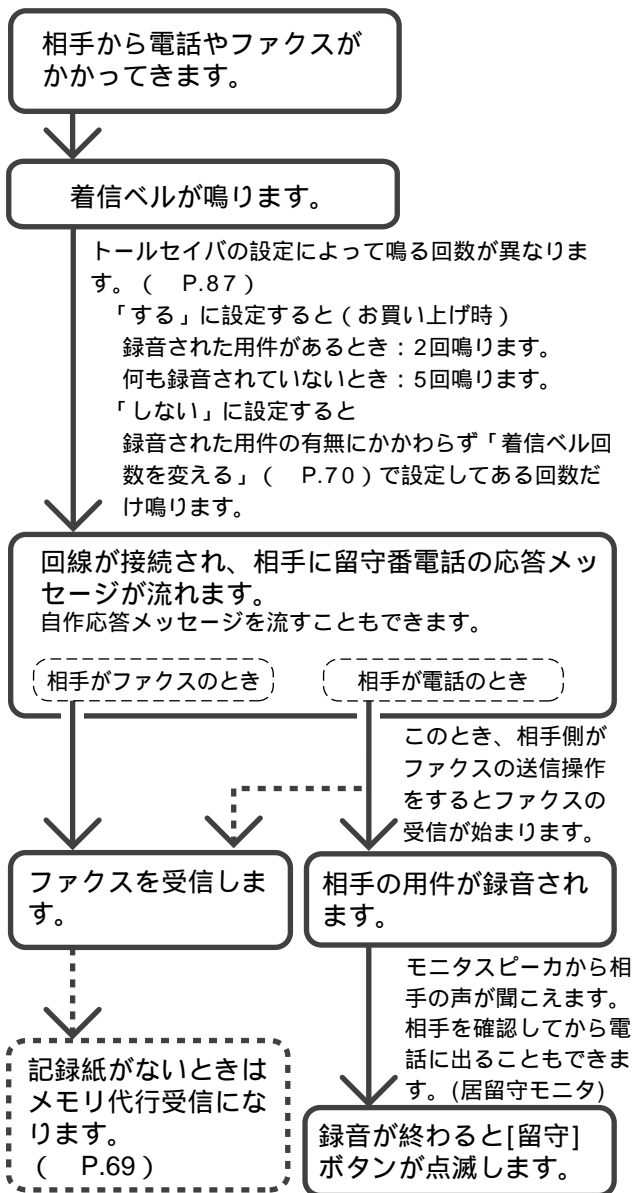 相手から電話やファクスが
かかってきます。
着信ベルが鳴ります。
トールセイバの設定によって鳴る回数が異なりま
す。（　P.87）
「する」に設定すると（お買い上げ時）
録音された用件があるとき：2回鳴ります。
何も録音されていないとき：5回鳴ります。
「しない」に設定すると
録音された用件の有無にかかわらず「着信ベル回
数を変える」（　P.70）で設定してある回数だ
け鳴ります。
回線が接続され、相手に留守番電話の応答メッ
セージが流れます。
自作応答メッセージを流すこともできます。
相手がファクスのとき
相手が電話のとき
このとき、相手側が
ファクスの送信操作
をするとファクスの
受信が始まります。
ファクスを受信しま
す。
相手の用件が録音され
ます。
モニタスピーカから相
手の声が聞こえます。
相手を確認してから電
話に出ることもできま
す。(居留守モニタ)
記録紙がないときは
メモリ代行受信にな
ります。
（　P.69）
録音が終わると[留守]
ボタンが点滅します。